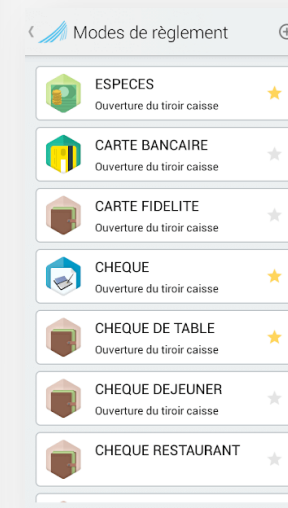 Modes de règlement
ESPECES
Ouverture du tiroir caisse
CARTE BANCAIRE
Ouverture du tiroir caisse
CARTE FIDELITE
Ouverture du tiroir caisse
CHEQUE
Ouverture du tiroir caisse
CHEQUE DE TABLE
Ouverture du tiroir caisse
CHEQUE DEJEUNER
Ouverture du tiroir caisse
CHEQUE RESTAURANT